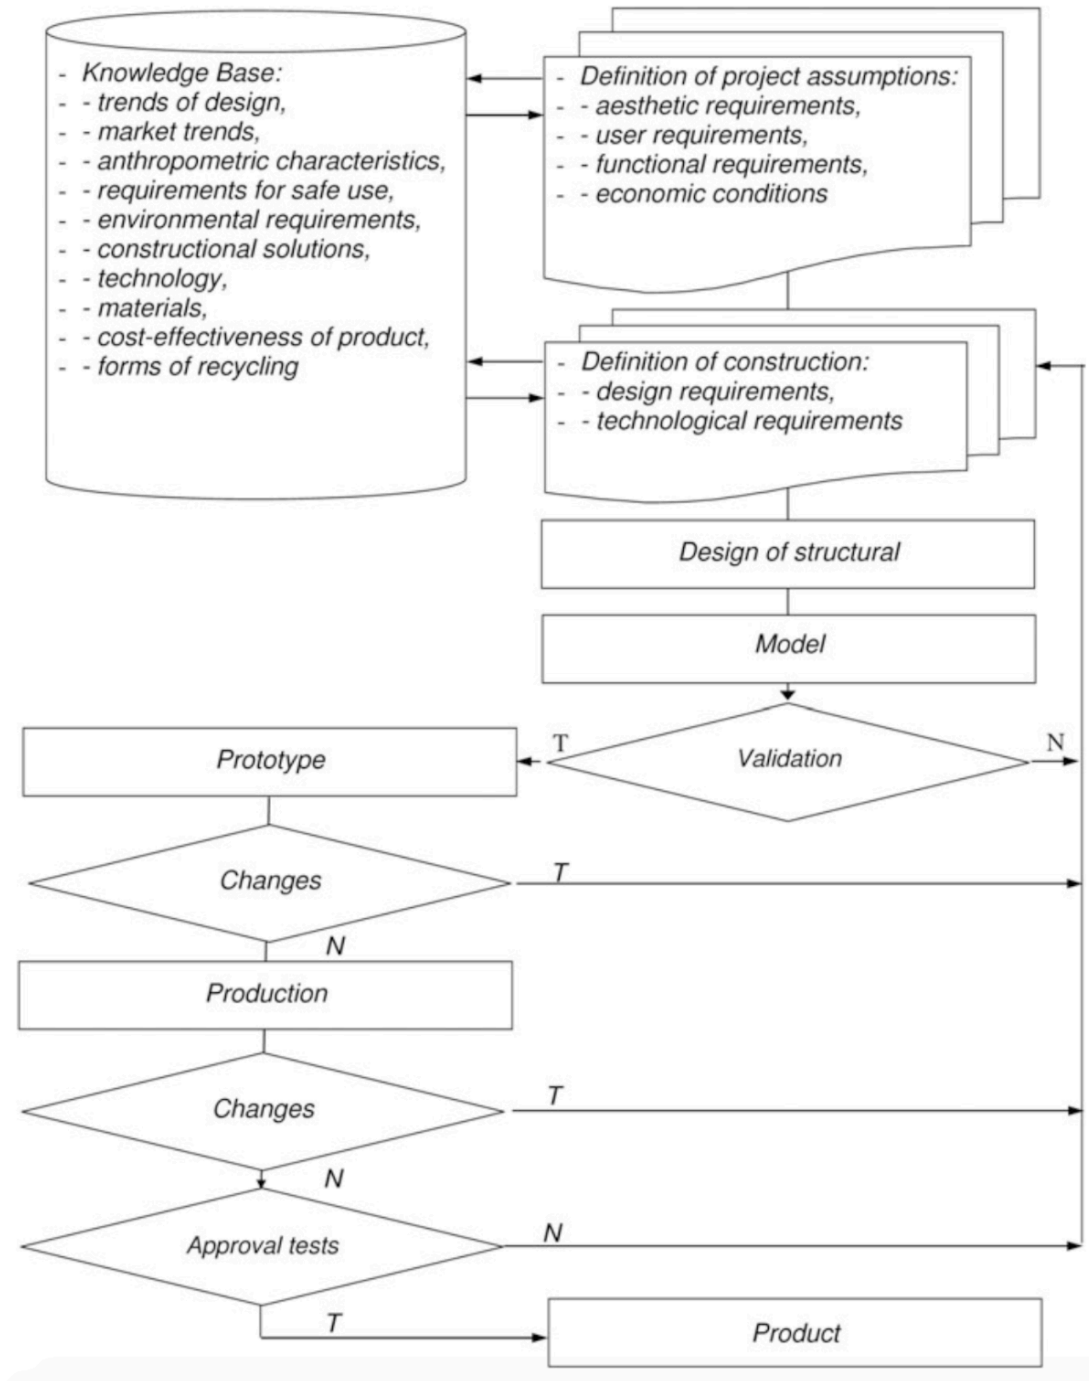 - Knowledge Base:
- - trends of design,
- - market trends,
- - anthropometric characteristics,
- - requirements for safe use,
- - environmental requirements,
- - constructional solutions,
- - technology,
- - materials,
- - cost-effectiveness of product,
- - forms of recycling
- Definition of project assumptions:
- - aesthetic requirements,
- - user requirements,
- - functional requirements,
- - economic conditions
- Definition of construction:
- - design requirements,
- - technological requirements
Design of structural
Model
Validation
T
N
Prototype
Changes
T
N
Production
Changes
T
N
Approval tests
N
T
Product